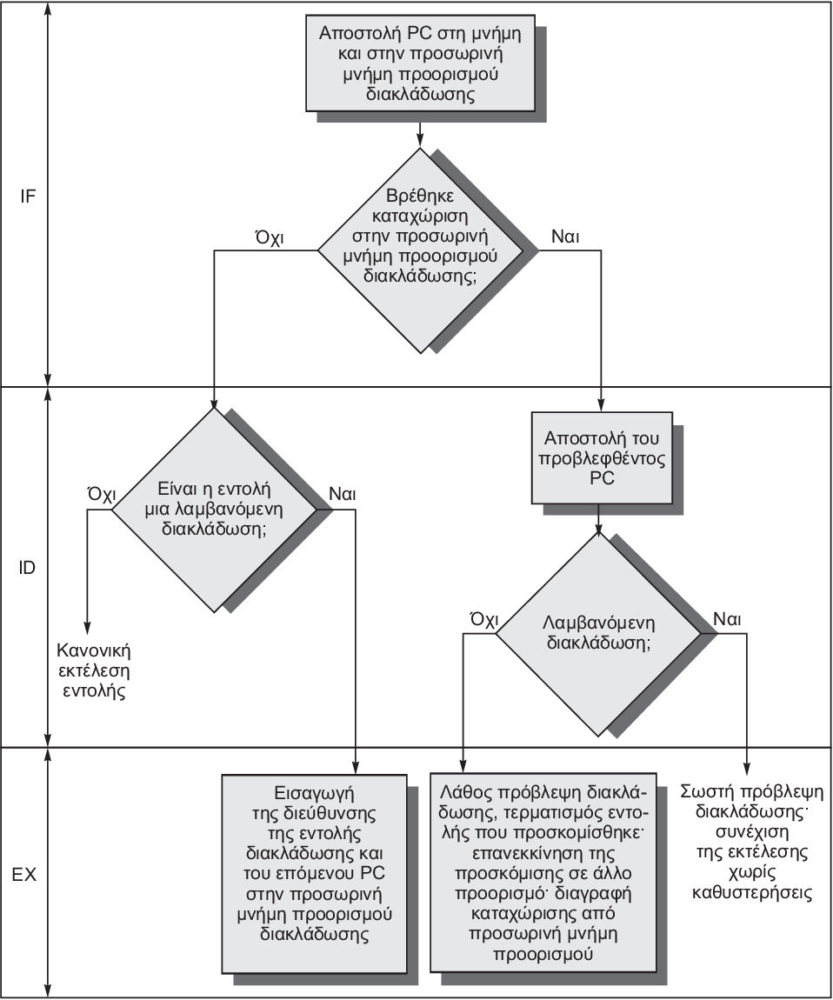 Αποστολή PC στη μνήμη
και στην προσωρινή
μνήμη προορισμού
διακλάδωσης
IF
Βρέθηκε
καταχώριση
στην προσωρινή
μνήμη προορισμού
διακλάδωσης;
Όχι
Ναι
ID
Είναι η εντολή
μια λαμβανόμενη
διακλάδωση;
Όχι
Ναι
Κανονική
εκτέλεση
εντολής
Αποστολή του
προβλεφθέντος
PC
Λαμβανόμενη
διακλάδωση;
Όχι
Ναι
EX
Εισαγωγή
της διεύθυνσης
της εντολής
διακλάδωσης και
του επόμενου PC
στην προσωρινή
μνήμη προορισμού
διακλάδωσης
Λάθος πρόβλεψη διακλά-
δωσης, τερματισμός εντο-
λής που προσκομίσθηκε·
επανεκκίνηση της
προσκόμισης σε άλλο
προορισμό· διαγραφή
καταχώρισης από
προσωρινή μνήμη
προορισμού
Σωστή πρόβλεψη
διακλάδωσης·
συνέχιση
της εκτέλεσης
χωρίς
καθυστερήσεις